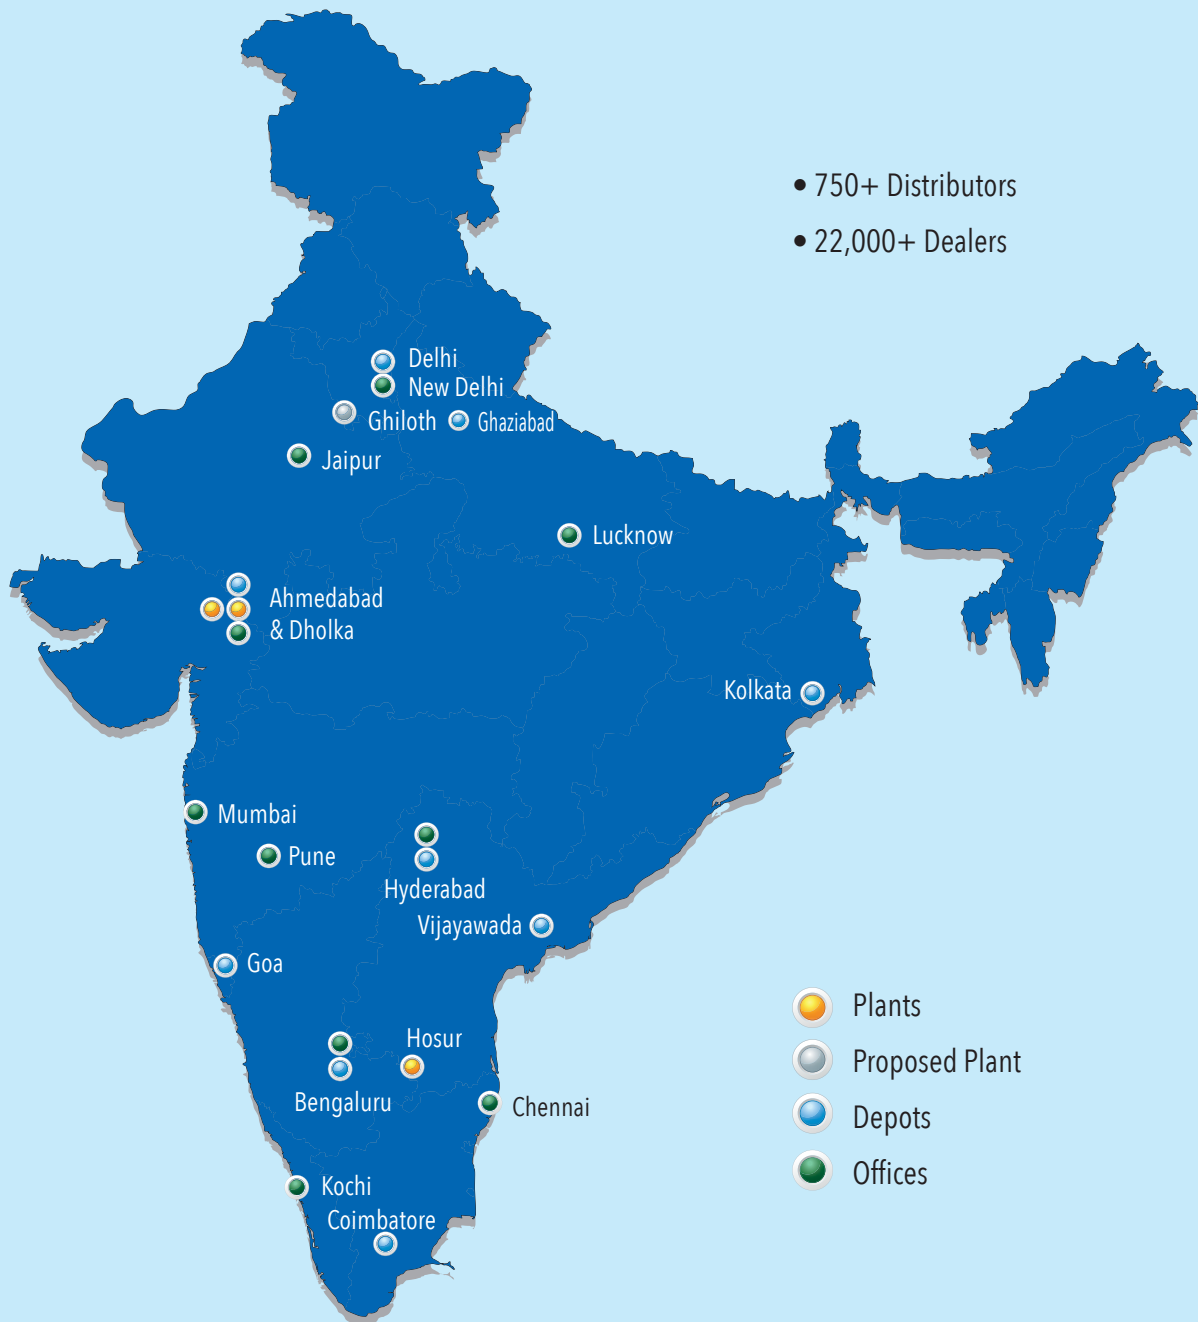 • 750+ Distributors
• 22,000+ Dealers
Delhi
New Delhi
Ghiloth
Ghaziabad
Jaipur
Lucknow
Ahmedabad
& Dholka
Kolkata
Mumbai
Pune
Hyderabad
Vijayawada
Goa
Hosur
Bengaluru
Chennai
Kochi
Coimbatore
Plants
Proposed Plant
Depots
Offices